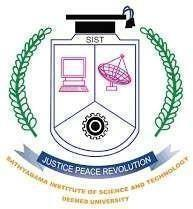 SIST
JUSTICE PEACE REVOLUTION
SATHYABAMA INSTITUTE OF SCIENCE AND TECHNOLOGY
DEEMED UNIVERSITY